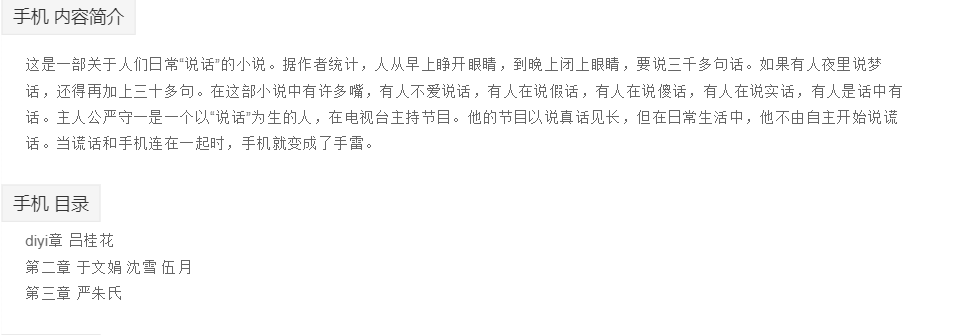 手机 内容简介
这是一部关于人们日常“说话”的小说。据作者统计，人从早上睁开眼睛，到晚上闭上眼睛，要说三千多句话。如果有人夜里说梦
话，还得再加上三十多句。在这部小说中有许多嘴，有人不爱说话，有人在说假话，有人在说傻话，有人在说实话，有人是话中有
话。主人公严守一是一个以“说话”为生的人，在电视台主持节目。他的节目以说真话见长，但在日常生活中，他不由自主开始说谎
话。当谎话和手机连在一起时，手机就变成了手雷。
手机 目录
diyi章 吕桂花
第二章 于文娟 沈雪 伍月
第三章 严朱氏